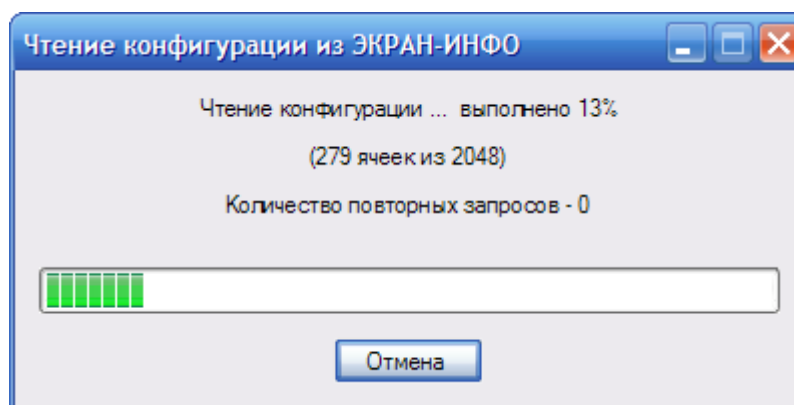 Чтение конфигурации из ЭКРАН-ИНФО
Чтение конфигурации ... выполнено 13%
(279 ячеек из 2048)
Количество повторных запросов - 0
Отмена